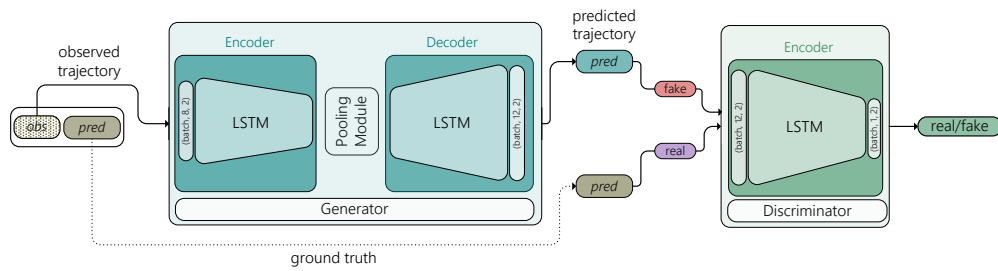 observed
trajectory
obs
pred
Encoder
(batch, 8, 2)
LSTM
Pooling
Module
Decoder
LSTM
(batch, 12, 2)
Generator
ground truth
predicted
trajectory
pred
fake
real
pred
Encoder
(batch, 12, 2)
LSTM
(batch, 1, 2)
Discriminator
real/fake